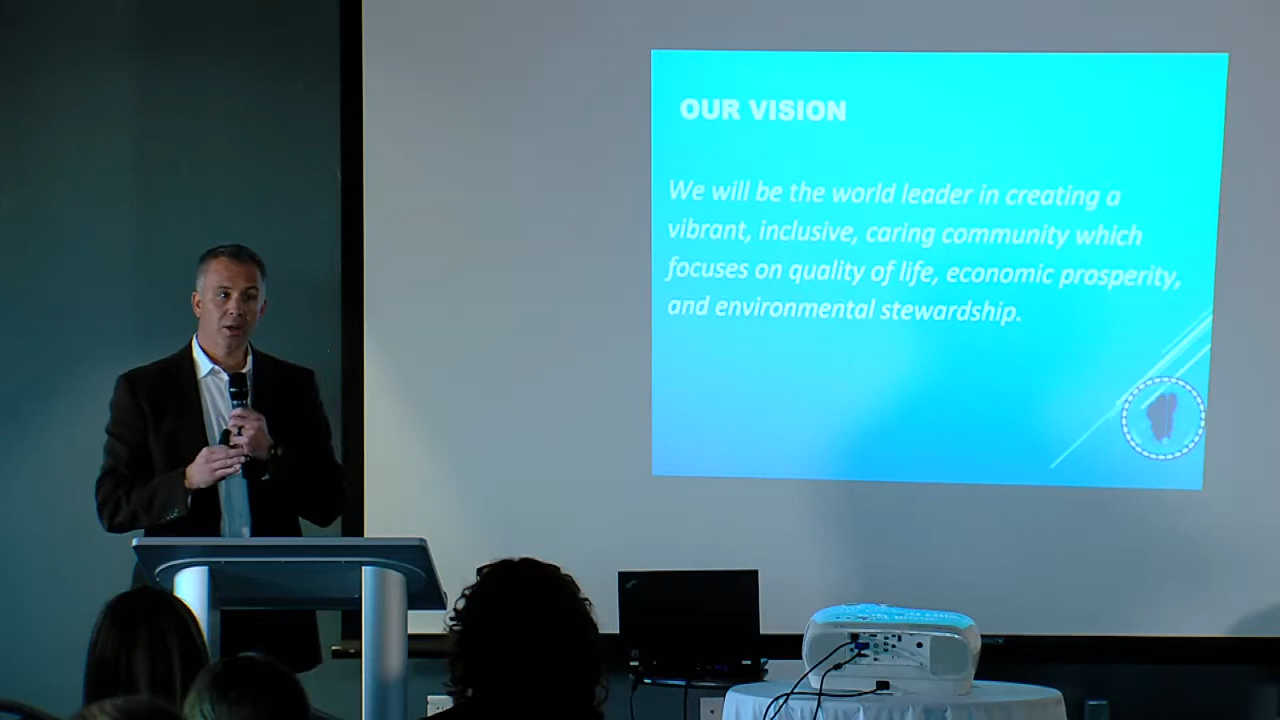 OUR VISION
We will be the world leader in creating a
vibrant, inclusive, caring community which
focuses on quality of life, economic prosperity,
and environmental stewardship.